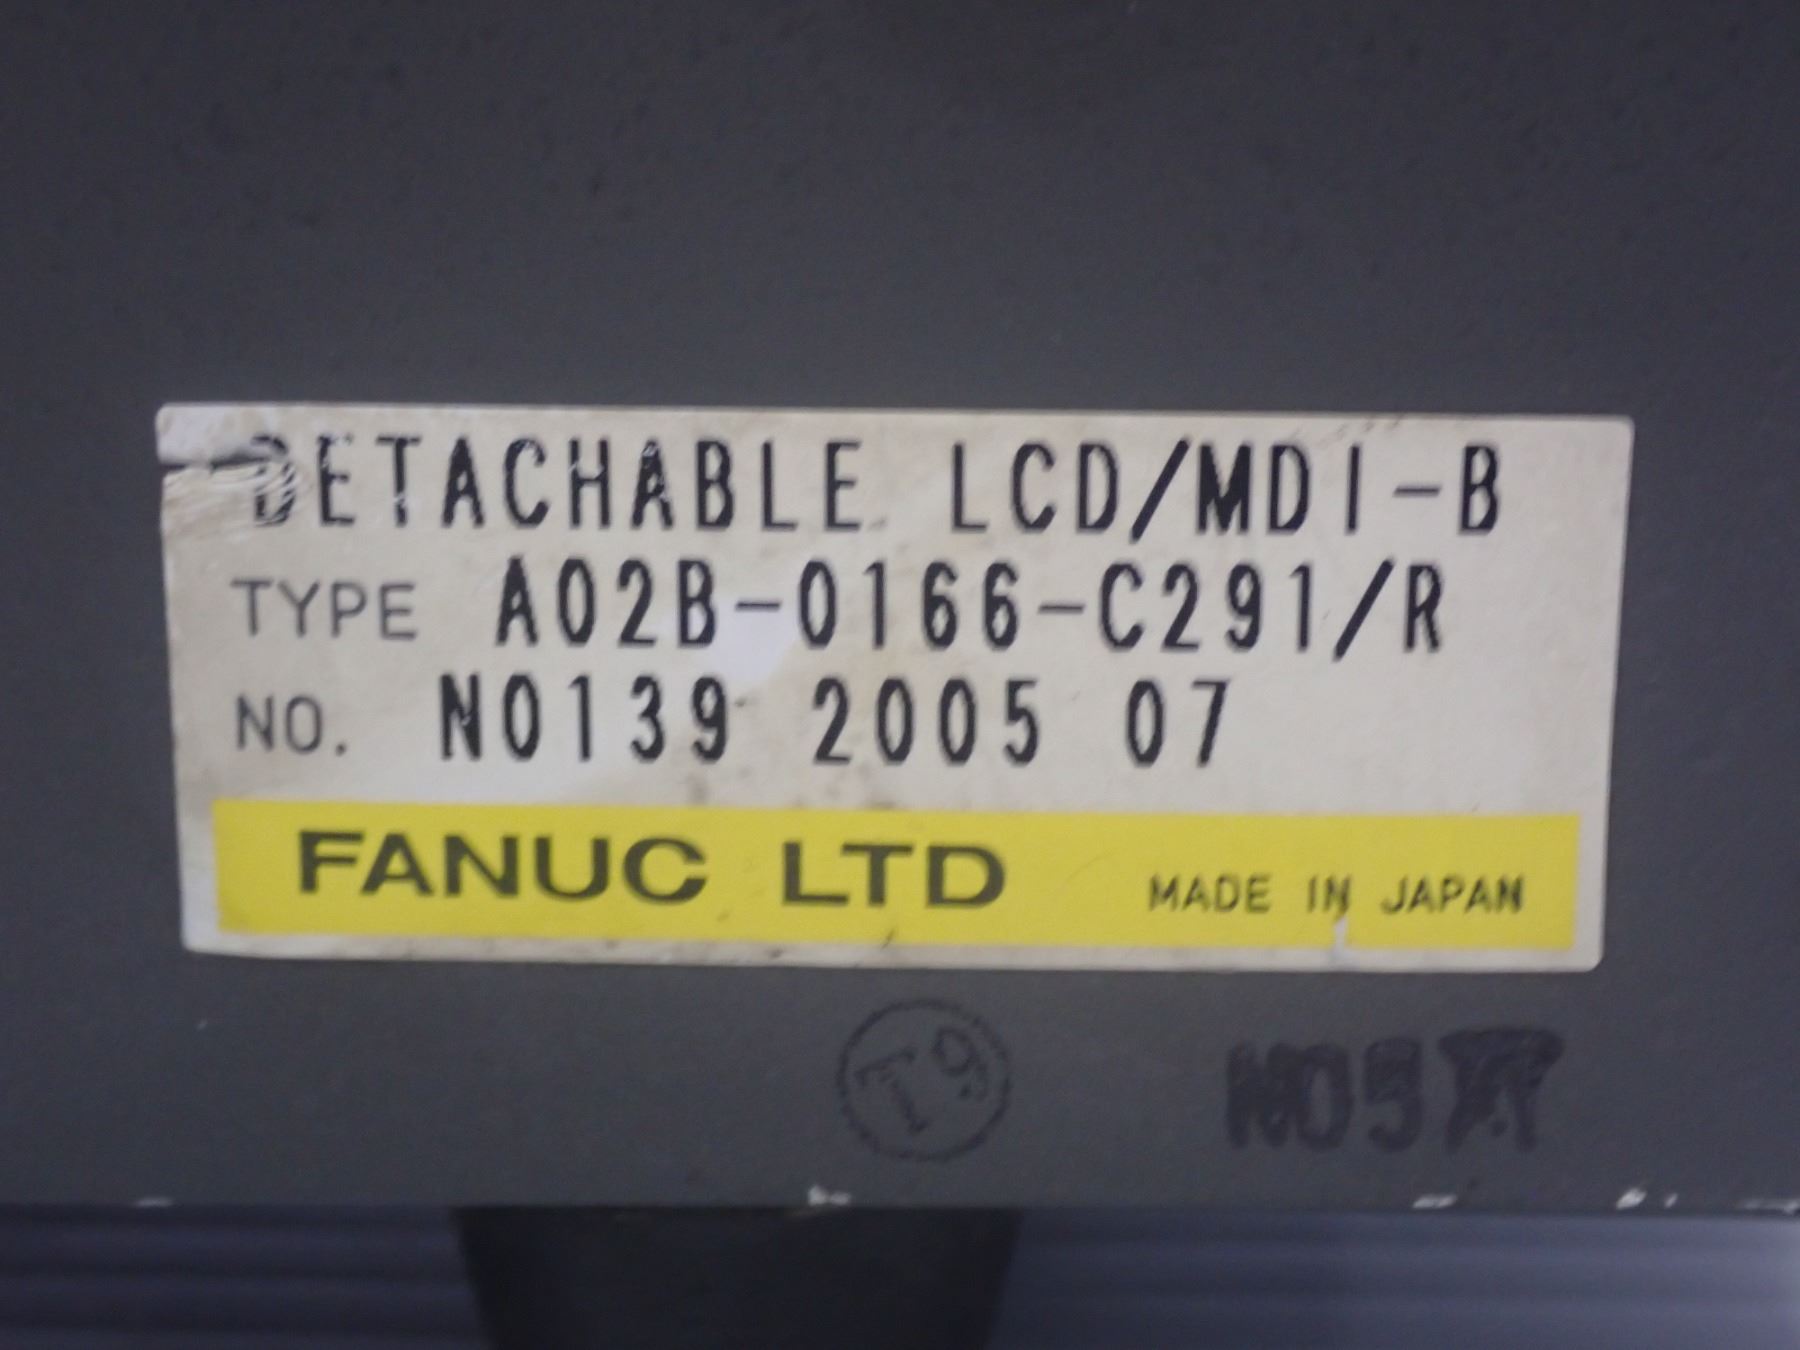 DETACHABLE LCD/MDI-B
TYPE A02B-0166-C291/R
NO. N0139 2005 07
FANUC LTD MADE IN JAPAN